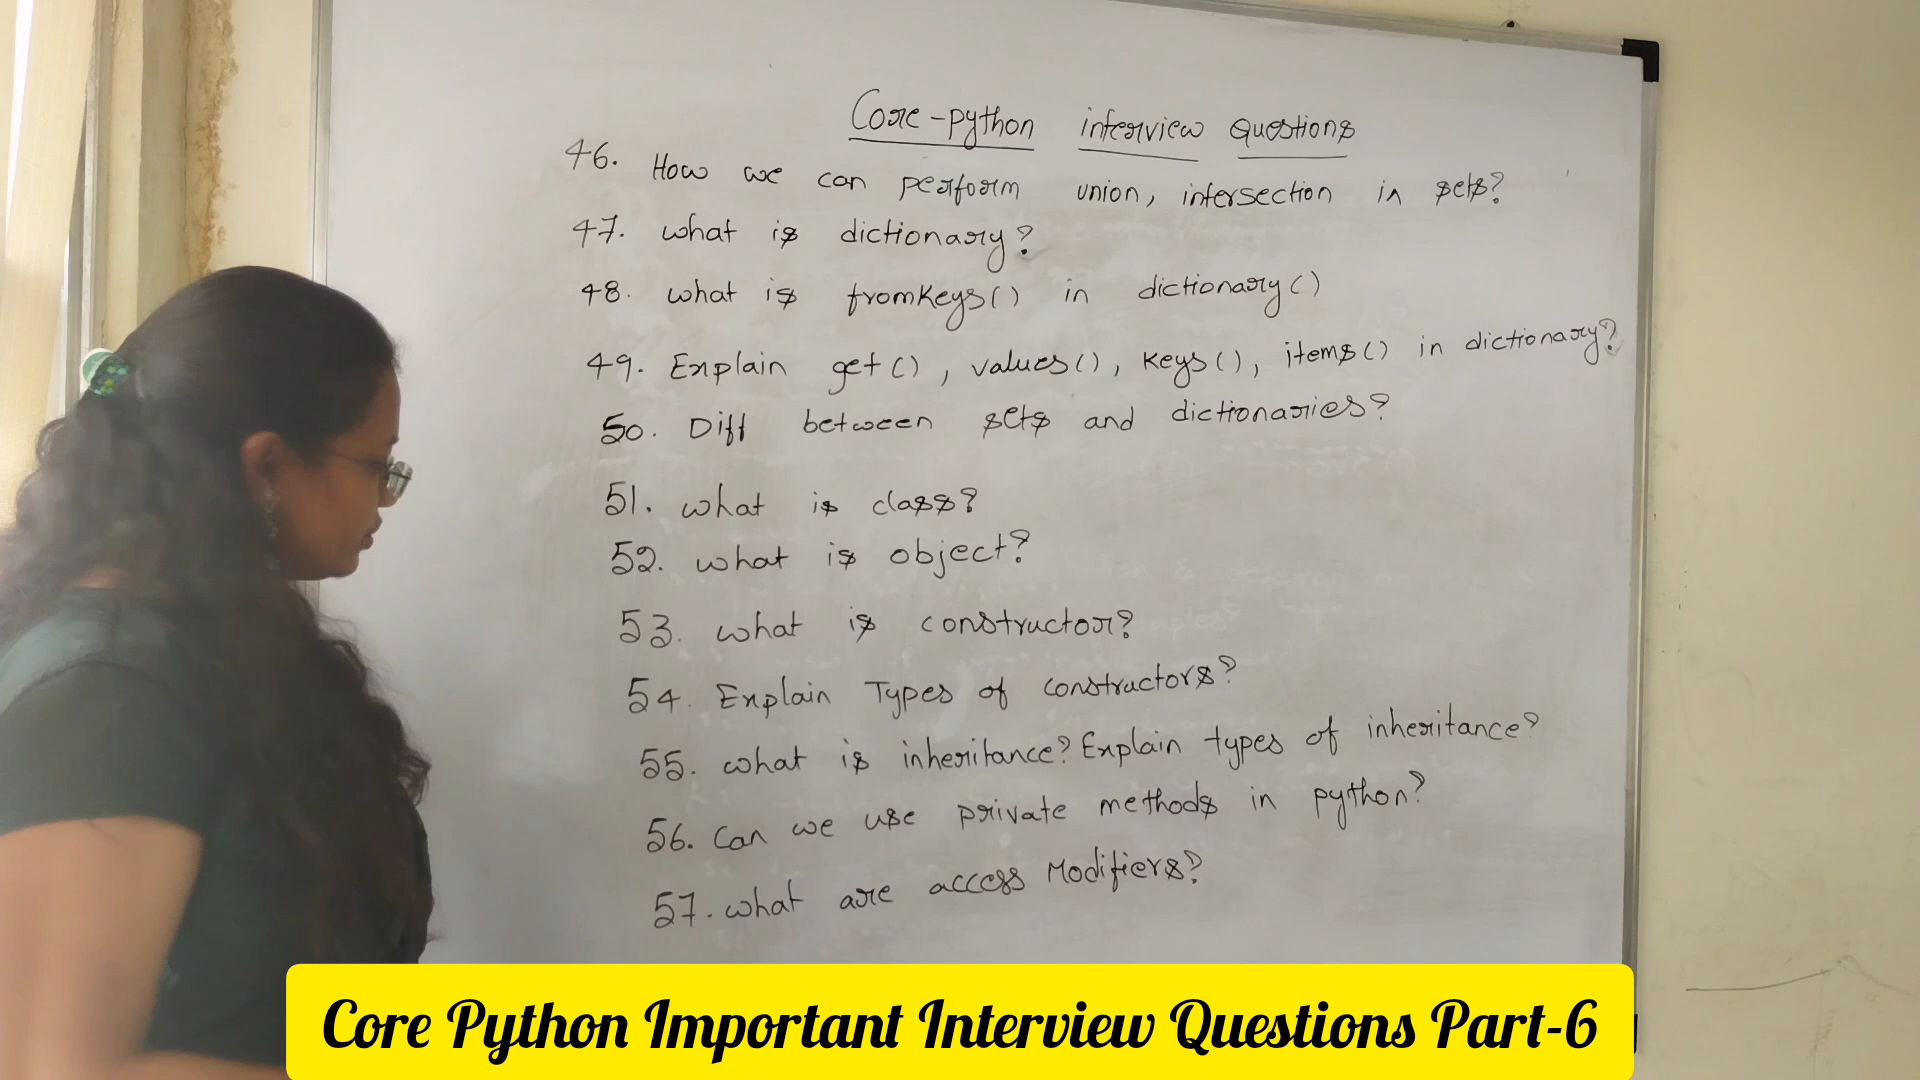 Core-python interview Questions
46. How we can perform union, intersection in sets?
47. what is dictionary?
48. what is fromkeys() in dictionary()
49. Explain get(), values(), keys(), items() in dictionary?
50. Diff between sets and dictionaries?
51. what is class?
52. what is object?
53. what is constructor?
54. Explain Types of constructors?
55. what is inheritance? Explain types of inheritance?
56. Can we use private methods in python?
57. what are access Modifiers?
Core Python Important Interview Questions Part-6